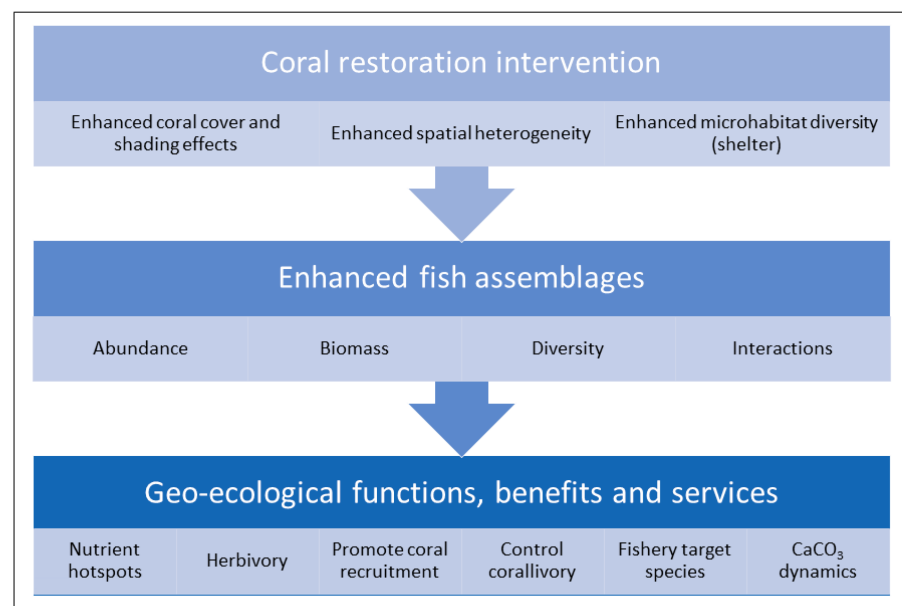 Coral restoration intervention
Enhanced coral cover and
shading effects
Enhanced spatial heterogeneity
Enhanced microhabitat diversity
(shelter)
Enhanced fish assemblages
Abundance
Biomass
Diversity
Interactions
Geo-ecological functions, benefits and services
Nutrient
hotspots
Herbivory
Promote coral
recruitment
Control
corallivory
Fishery target
species
CaCO₃
dynamics